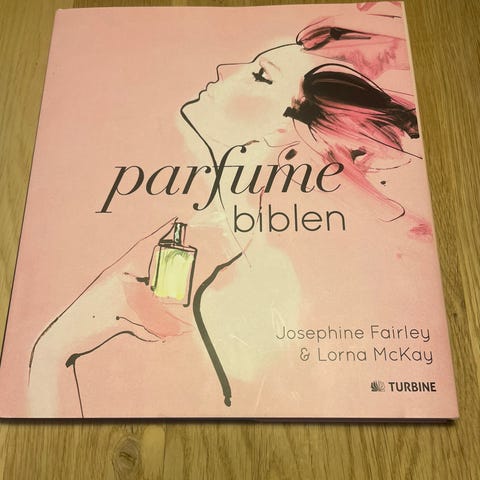 parfume
biblen
Josephine Fairley
& Lorna McKay
TURBINE